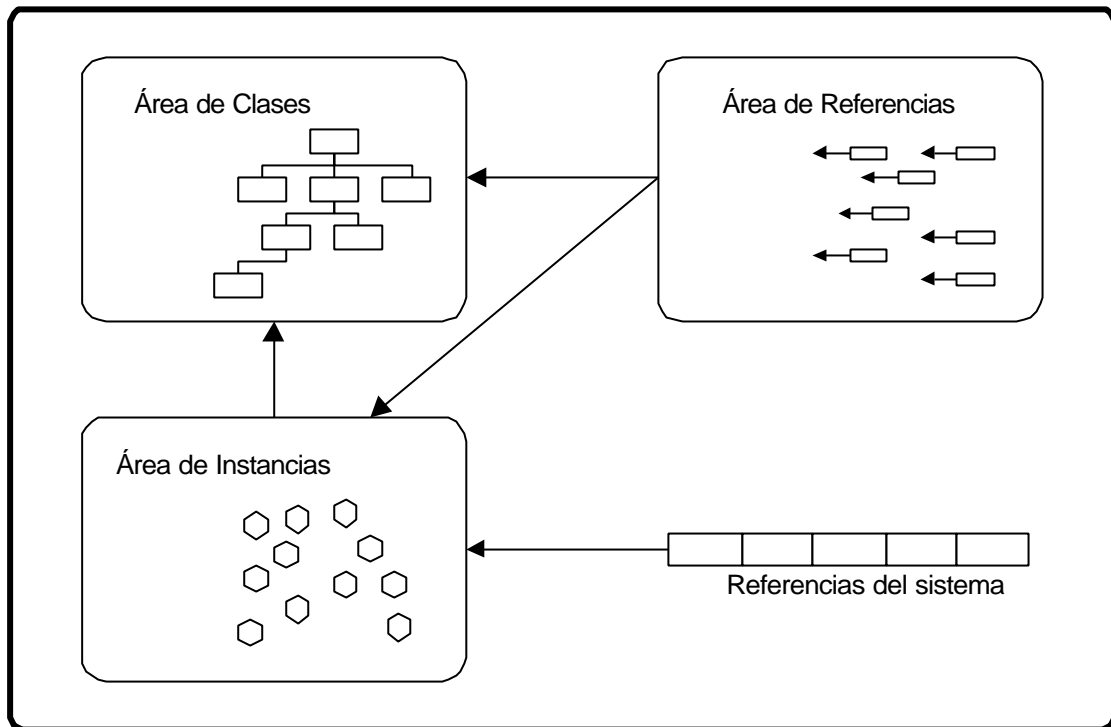 Área de Clases
Área de Referencias
Área de Instancias
Referencias del sistema